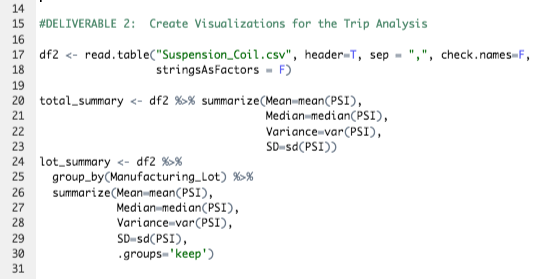 14
15 #DELIVERABLE 2:  Create Visualizations for the Trip Analysis
16
17 df2 <- read.table("Suspension_Coil.csv", header=T, sep = ",", check.names=F,
18                   stringsAsFactors = F)
19
20 total_summary <- df2 %>% summarize(Mean=mean(PSI),
21                                    Median=median(PSI),
22                                    Variance=var(PSI),
23                                    SD=sd(PSI))
24 lot_summary <- df2 %>%
25   group_by(Manufacturing_Lot) %>%
26   summarize(Mean=mean(PSI),
27             Median=median(PSI),
28             Variance=var(PSI),
29             SD=sd(PSI),
30             .groups='keep')
31